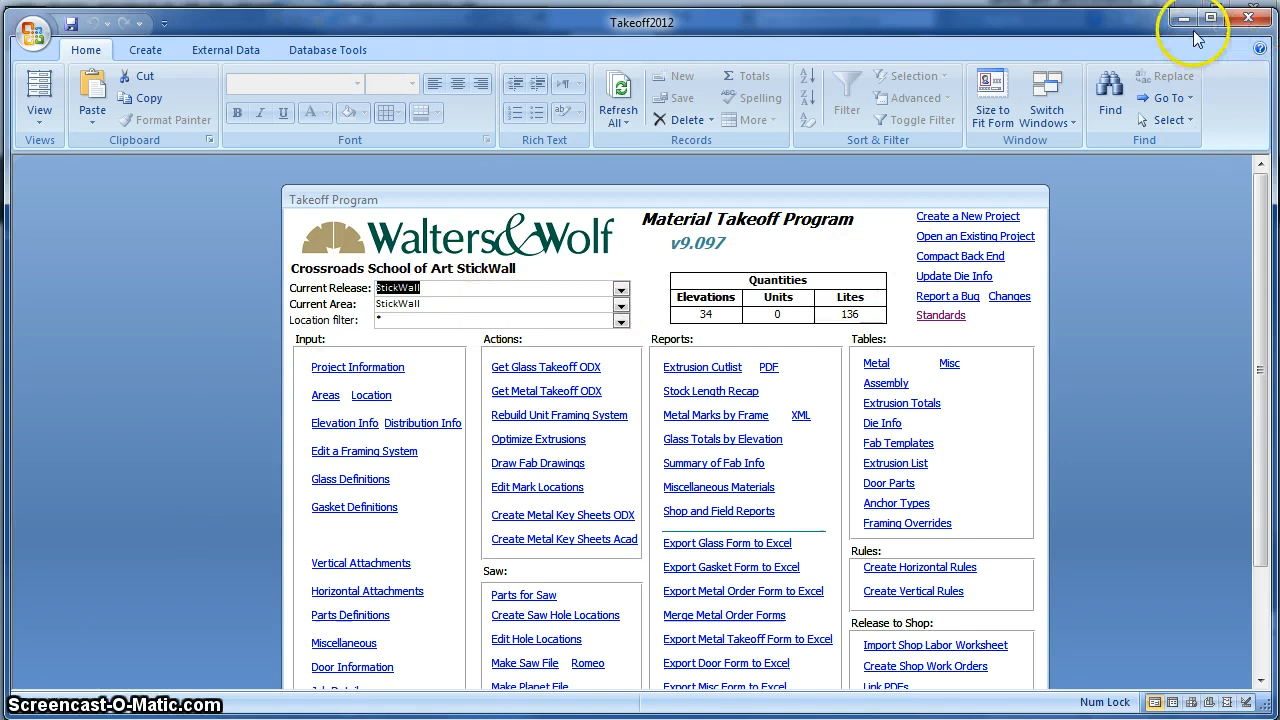 Takeoff2012
Home Create External Data Database Tools
View
Views
Paste
Cut
Copy
Format Painter
Clipboard
Font
Rich Text
Refresh
All
New
Save
Delete
Totals
Spelling
More
Records
Filter
Selection
Advanced
Toggle Filter
Sort & Filter
Size to
Fit Form
Switch
Windows
Window
Find
Replace
Go To
Select
Find
Takeoff Program
Walters&Wolf
Material Takeoff Program
v9.097
Crossroads School of Art StickWall
Current Release: StickWall
Current Area: StickWall
Location filter: *
Quantities
Elevations Units Lites
34 0 136
Create a New Project
Open an Existing Project
Compact Back End
Update Die Info
Report a Bug Changes
Standards
Input:
Project Information
Areas Location
Elevation Info Distribution Info
Edit a Framing System
Glass Definitions
Gasket Definitions
Vertical Attachments
Horizontal Attachments
Parts Definitions
Miscellaneous
Door Information
Actions:
Get Glass Takeoff ODX
Get Metal Takeoff ODX
Rebuild Unit Framing System
Optimize Extrusions
Draw Fab Drawings
Edit Mark Locations
Create Metal Key Sheets ODX
Create Metal Key Sheets Acad
Saw:
Parts for Saw
Create Saw Hole Locations
Edit Hole Locations
Make Saw File Romeo
Make Planet File
Reports:
Extrusion Cutlist PDF
Stock Length Recap
Metal Marks by Frame XML
Glass Totals by Elevation
Summary of Fab Info
Miscellaneous Materials
Shop and Field Reports
Export Glass Form to Excel
Export Gasket Form to Excel
Export Metal Order Form to Excel
Merge Metal Order Forms
Export Metal Takeoff Form to Excel
Export Door Form to Excel
Export Misc Form to Excel
Tables:
Metal Misc
Assembly
Extrusion Totals
Die Info
Fab Templates
Extrusion List
Door Parts
Anchor Types
Framing Overrides
Rules:
Create Horizontal Rules
Create Vertical Rules
Release to Shop:
Import Shop Labor Worksheet
Create Shop Work Orders
Link PDFs
Num Lock
Screencast-O-Matic.com